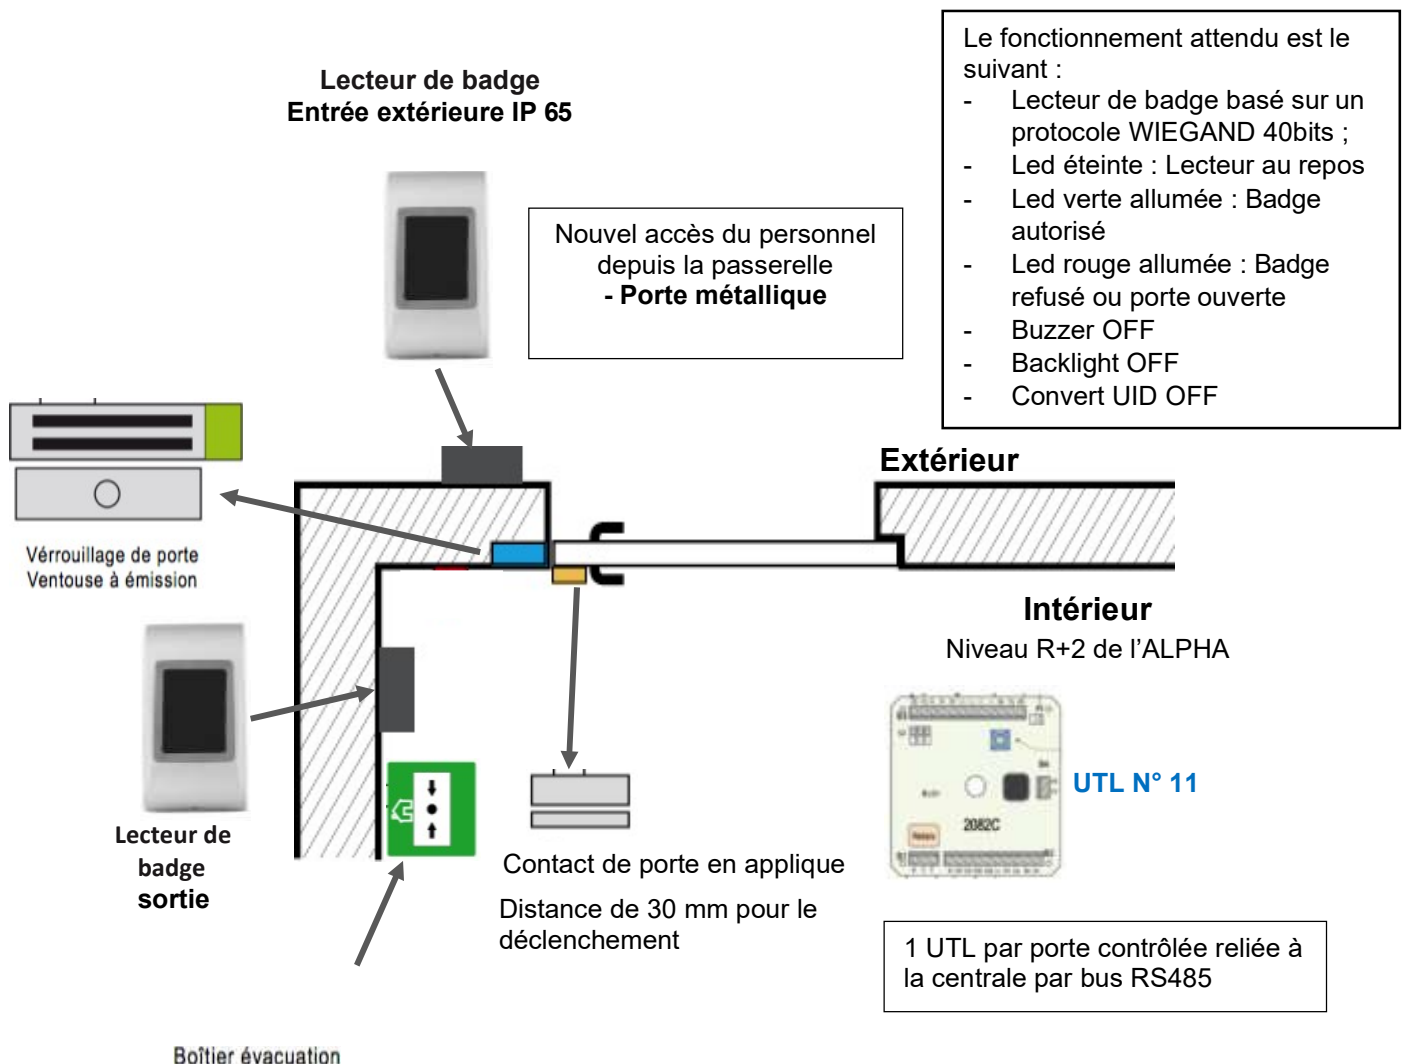 Le fonctionnement attendu est le
suivant :
- Lecteur de badge basé sur un
protocole WIEGAND 40bits ;
- Led éteinte : Lecteur au repos
- Led verte allumée : Badge
autorisé
- Led rouge allumée : Badge
refusé ou porte ouverte
- Buzzer OFF
- Backlight OFF
- Convert UID OFF
Lecteur de badge
Entrée extérieure IP 65
Nouvel accès du personnel
depuis la passerelle
- Porte métallique
Extérieur
Vérrouillage de porte
Ventouse à émission
Intérieur
Niveau R+2 de l'ALPHA
UTL N° 11
2082C
Lecteur de
badge
sortie
Contact de porte en applique
Distance de 30 mm pour le
déclenchement
1 UTL par porte contrôlée reliée à
la centrale par bus RS485
Boîtier évacuation